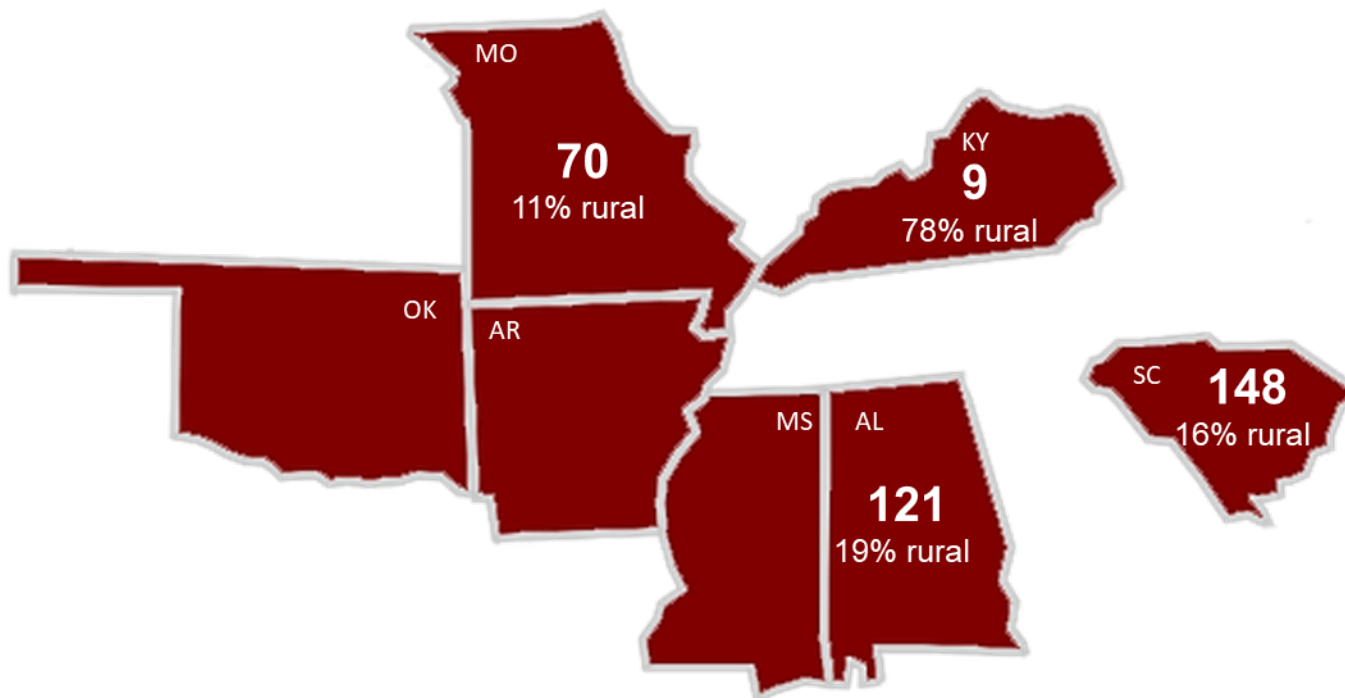 MO
70
11% rural
KY
9
78% rural
OK
AR
SC
148
16% rural
MS
AL
121
19% rural